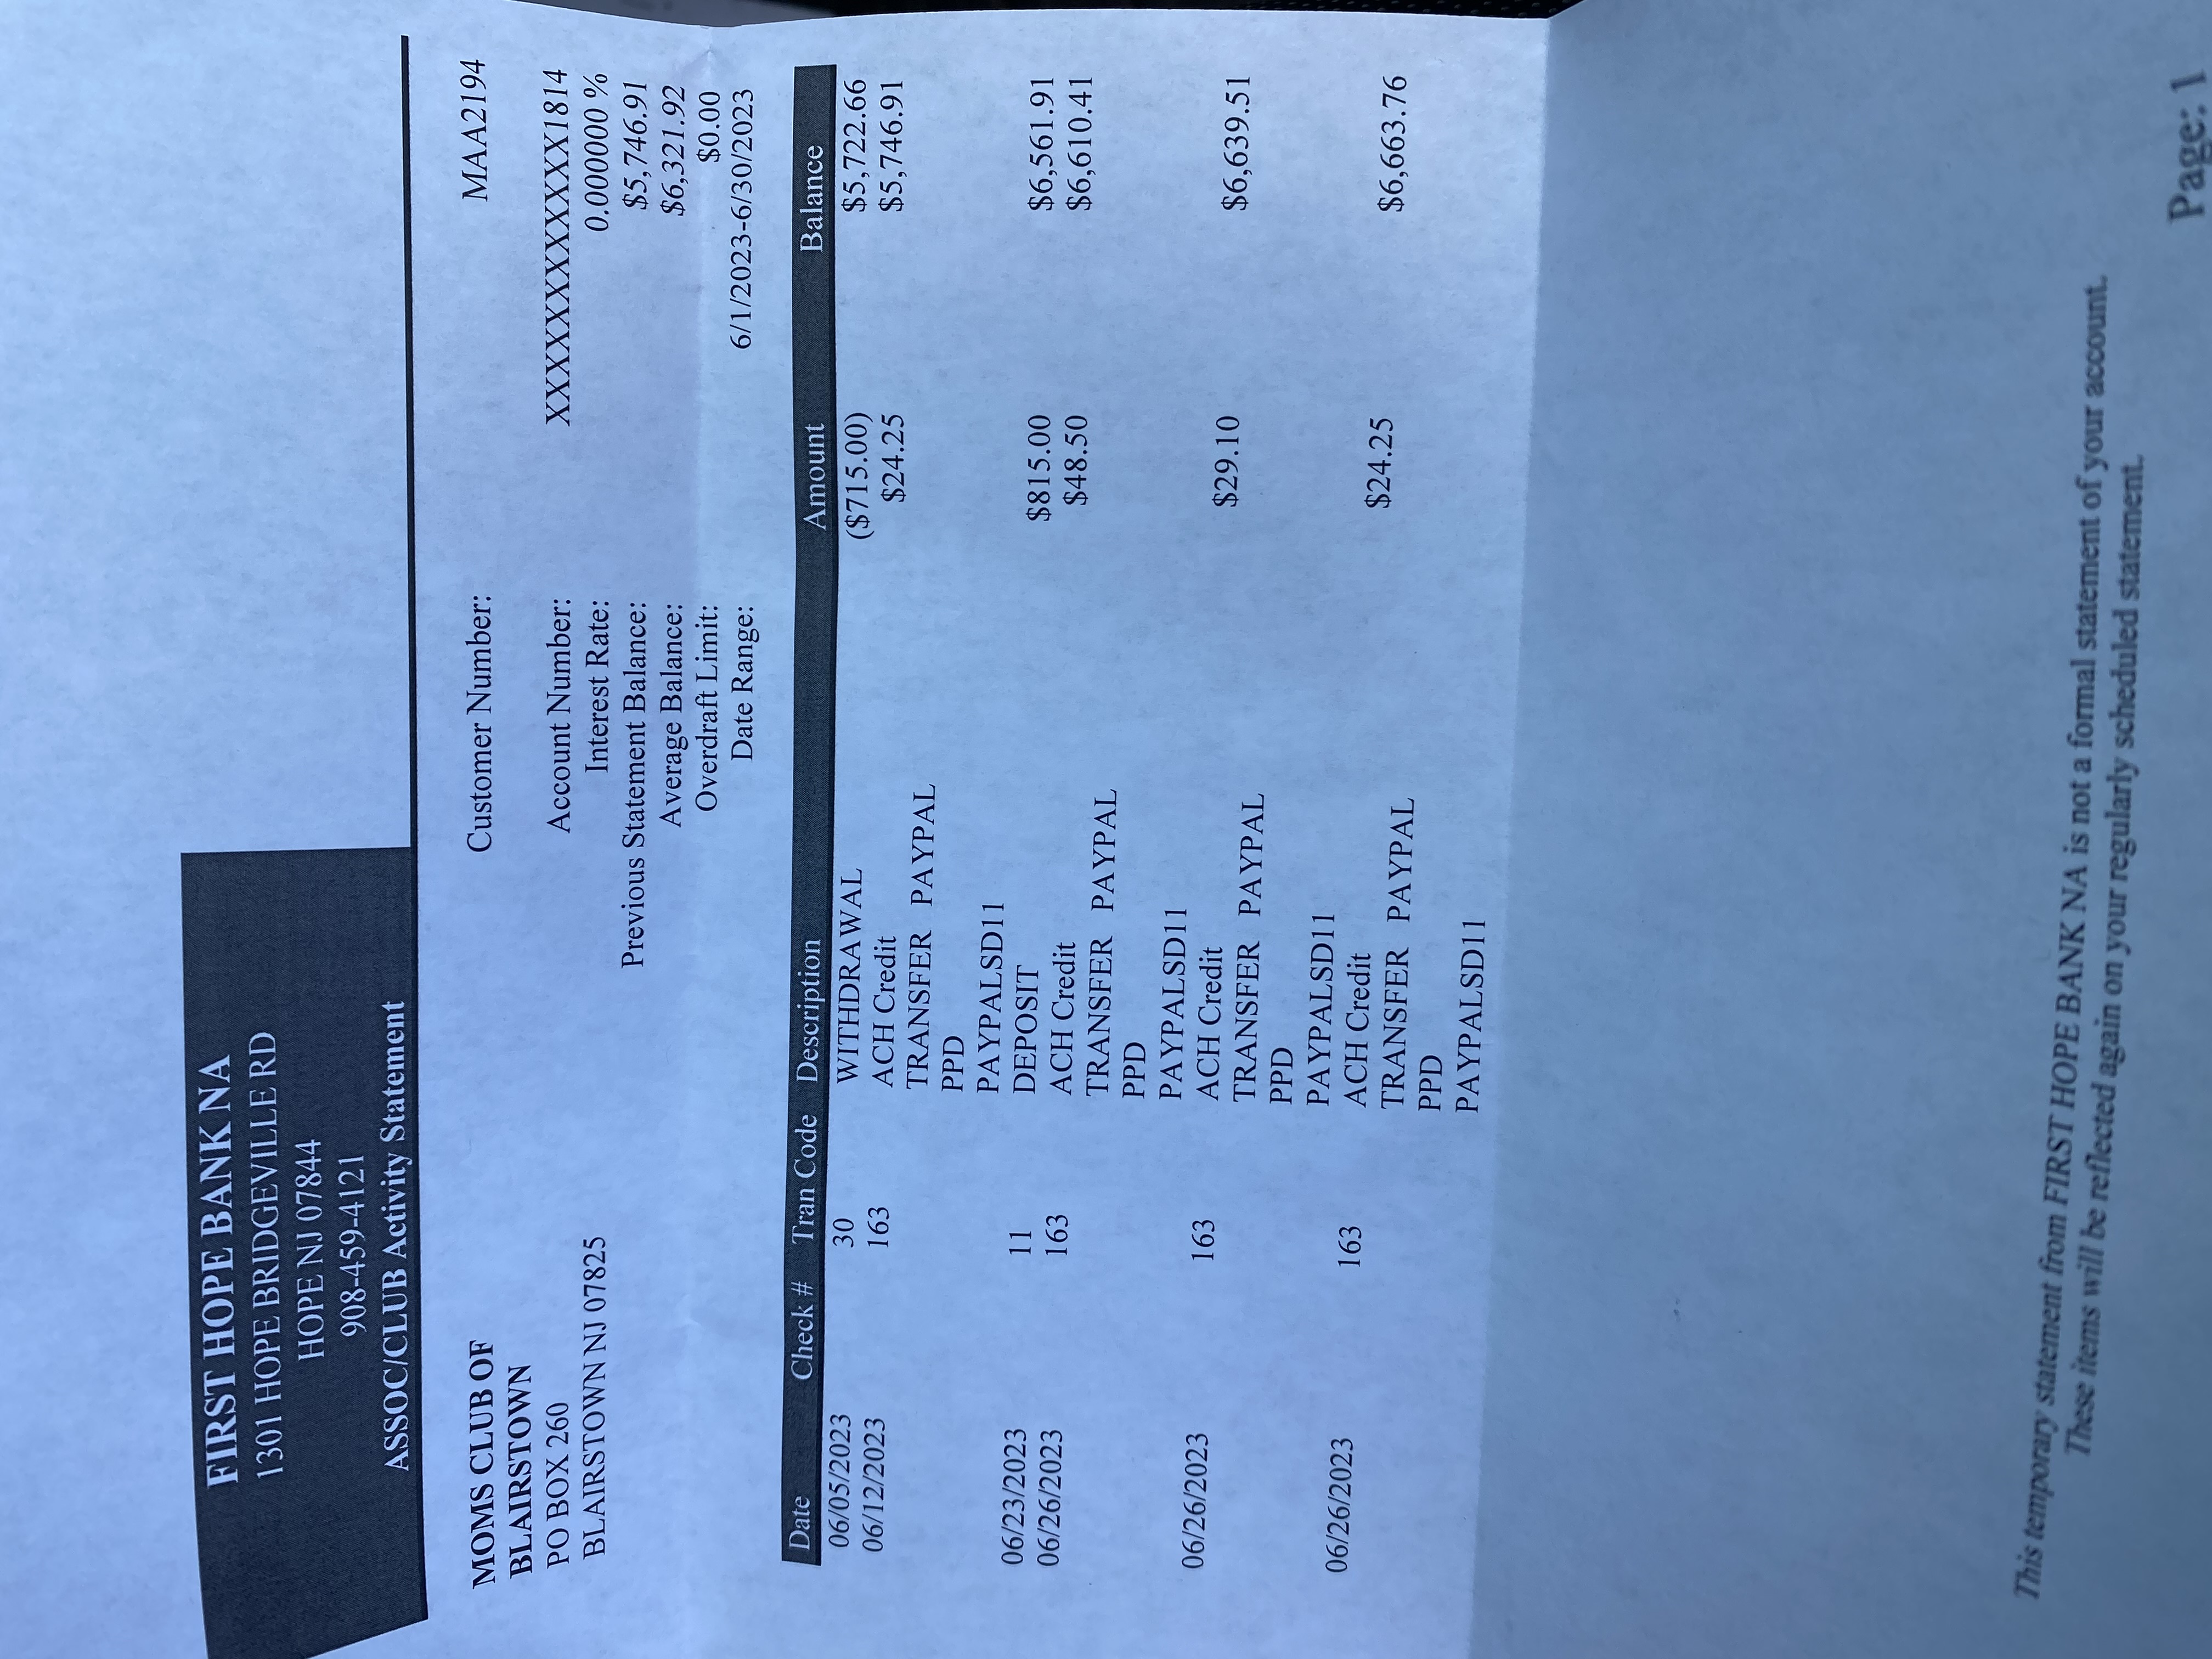 FIRST HOPE BANK NA
1301 HOPE BRIDGEVILLE RD
HOPE NJ 07844
908-459-4121
ASSOC/CLUB Activity Statement
MOMS CLUB OF
BLAIRSTOWN
PO BOX 260
BLAIRSTOWN NJ 07825
Customer Number: MAA2194
Account Number: XXXXXXXXXXXX1814
Interest Rate: 0.000000 %
Previous Statement Balance: $5,746.91
Average Balance: $6,321.92
Overdraft Limit: $0.00
Date Range: 6/1/2023-6/30/2023
Date Check # Tran Code Description Amount Balance
06/05/2023 30 WITHDRAWAL ($715.00) $5,722.66
06/12/2023 163 ACH Credit $24.25 $5,746.91
TRANSFER PAYPAL
PPD
PAYPALSD11
06/23/2023 11 DEPOSIT $815.00 $6,561.91
06/26/2023 163 ACH Credit $48.50 $6,610.41
TRANSFER PAYPAL
PPD
PAYPALSD11
06/26/2023 163 ACH Credit $29.10 $6,639.51
TRANSFER PAYPAL
PPD
PAYPALSD11
06/26/2023 163 ACH Credit $24.25 $6,663.76
TRANSFER PAYPAL
PPD
PAYPALSD11
This temporary statement from FIRST HOPE BANK NA is not a formal statement of your account.
These items will be reflected again on your regularly scheduled statement.
Page: 1